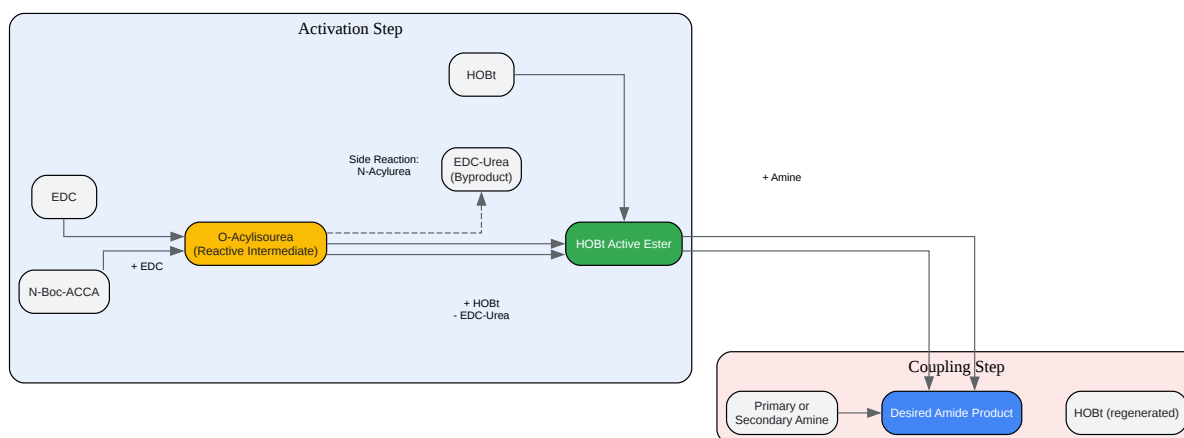 Activation Step
HOBt
Side Reaction:
N-Acylurea
EDC-Urea
(Byproduct)
+ Amine
EDC
O-Acylisourea
(Reactive Intermediate)
HOBt Active Ester
+ EDC
N-Boc-ACCA
+ HOBt
- EDC-Urea
Coupling Step
Primary or
Secondary Amine
Desired Amide Product
HOBt (regenerated)